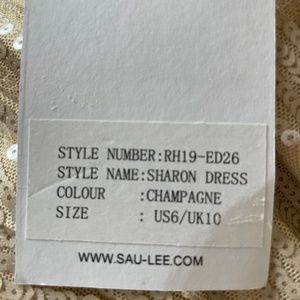 STYLE NUMBER:RH19-ED26
STYLE NAME:SHARON DRESS
COLOUR :CHAMPAGNE
SIZE : US6/UK10
WWW.SAU-LEE.COM